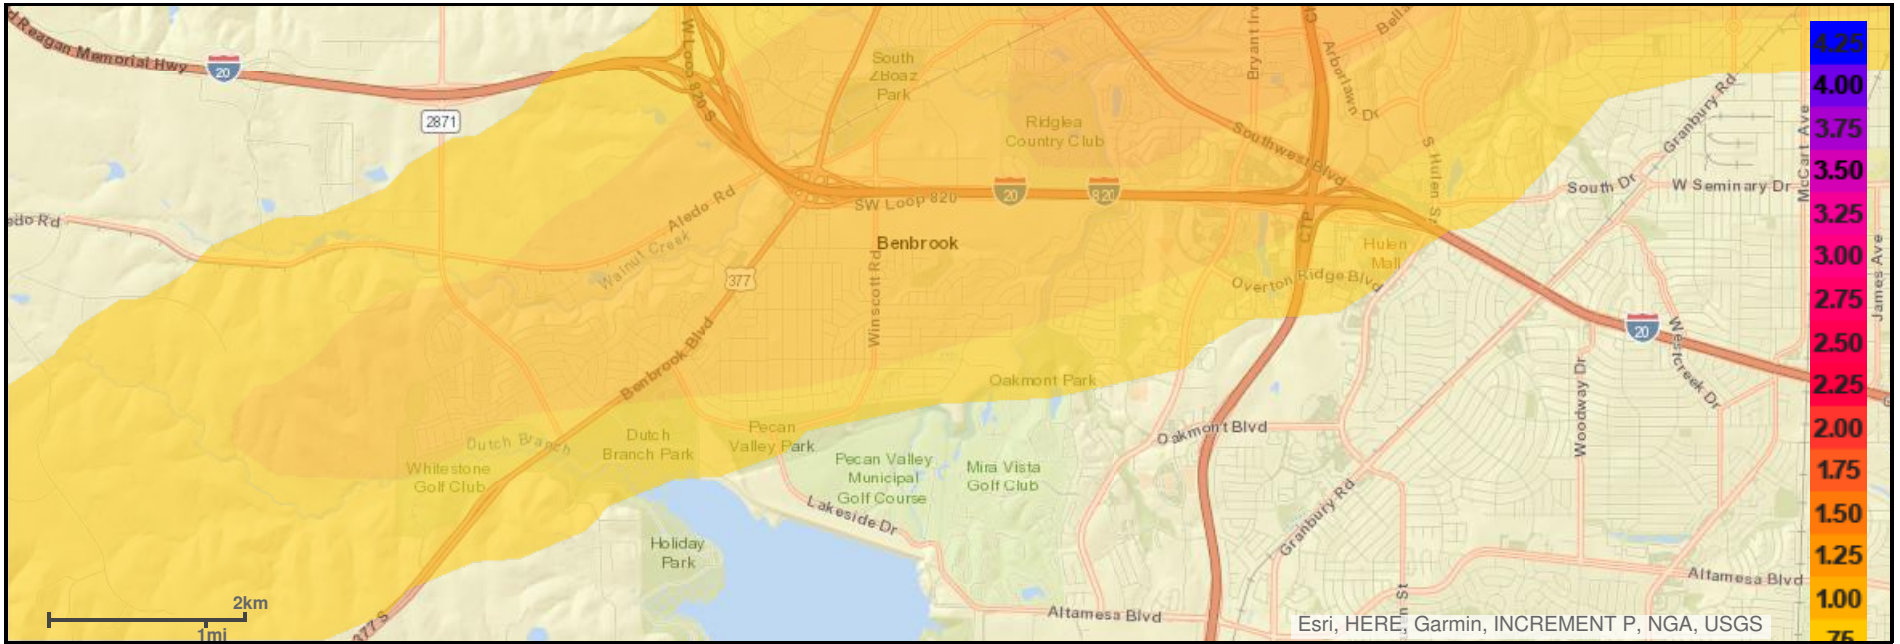 d Reagan Memorial Hwy
20
2871
W Loop 820 S
South
ZBoaz
Park
Ridglea
Country Club
Bryant Irv
Arborlawn Dr
Bella
Southwest Blvd
S Hulen St
Granbury Rd
McCart Ave
James Ave
South Dr
W Seminary Dr
edo Rd
Aledo Rd
Walnut Creek
SW Loop 820
20
820
CTP
Benbrook
377
Winscott Rd
Hulen
Mall
Overton Ridge Blvd
20
Westcreek Dr
Woodway Dr
Benbrook Blvd
Oakmont Park
Oakmont Blvd
Dutch Branch
Dutch
Branch Park
Pecan
Valley Park
Whitestone
Golf Club
Pecan Valley
Municipal
Golf Course
Mira Vista
Golf Club
Lakeside Dr
Granbury Rd
Holiday
Park
Altamesa Blvd
Altamesa Blvd
n St
377 S
2km
1mi
4.25
4.00
3.75
3.50
3.25
3.00
2.75
2.50
2.25
2.00
1.75
1.50
1.25
1.00
.75
Esri, HERE, Garmin, INCREMENT P, NGA, USGS